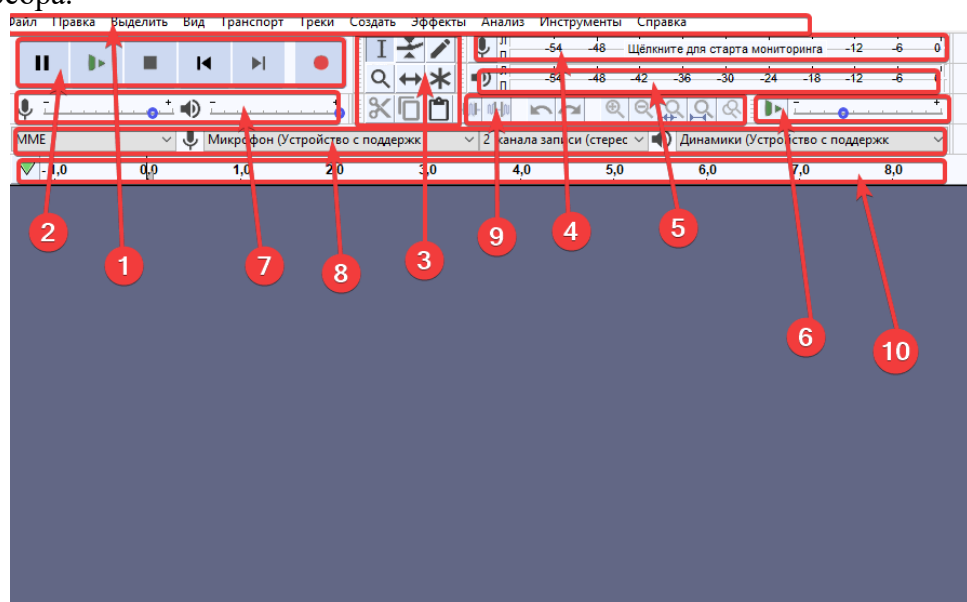 Файл Правка Выделить Вид Транспорт Треки Создать Эффекты Анализ Инструменты Справка
Л П -54 -48 Щёлкните для старта мониторинга -12 -6 0
Л П -54 -48 -42 -36 -30 -24 -18 -12 -6
- + - +
- +
MME Микрофон (Устройство с поддержк 2 канала записи (стерес Динамики (Устройство с поддержк
-1,0 0,0 1,0 2,0 3,0 4,0 5,0 6,0 7,0 8,0
2 1 7 8 3 9 4 5 6 10